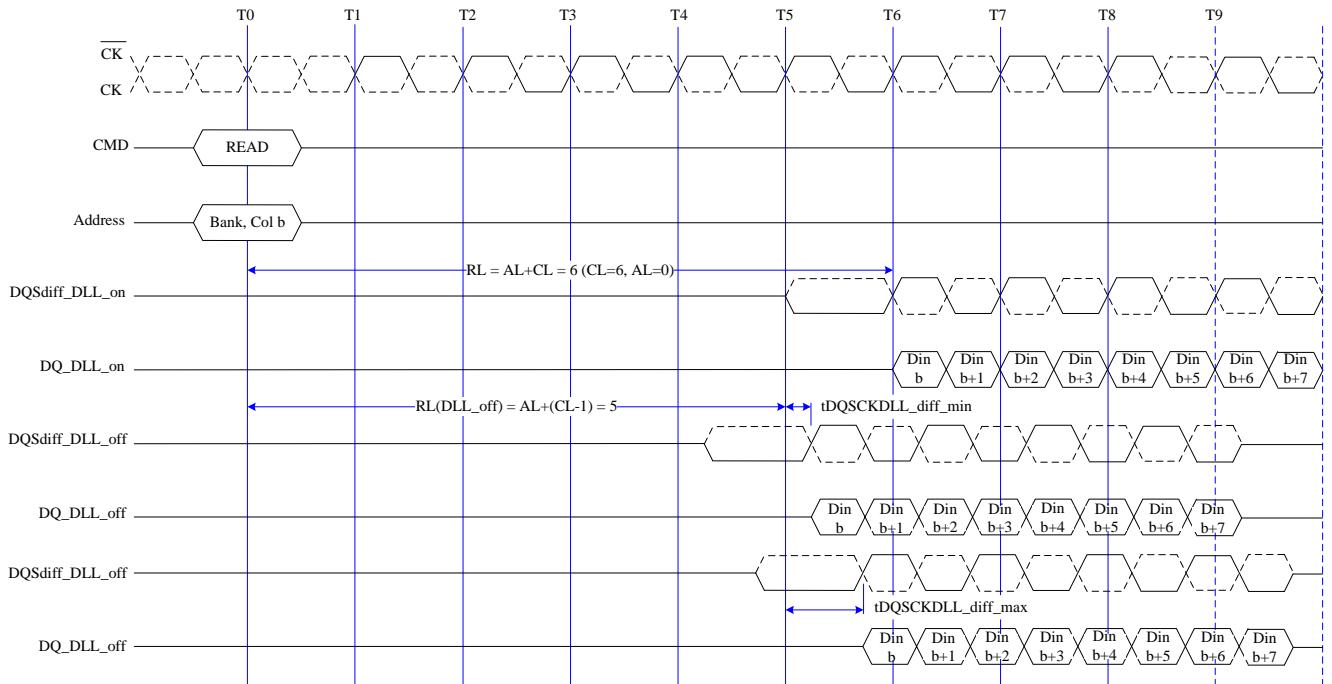 T0 T1 T2 T3 T4 T5 T6 T7 T8 T9
CK
CK
CMD READ
Address Bank, Col b
RL = AL+CL = 6 (CL=6, AL=0)
DQSdiff_DLL_on
DQ_DLL_on Din b Din b+1 Din b+2 Din b+3 Din b+4 Din b+5 Din b+6 Din b+7
RL(DLL_off) = AL+(CL-1) = 5 tDQSCKDLL_diff_min
DQSdiff_DLL_off
DQ_DLL_off Din b Din b+1 Din b+2 Din b+3 Din b+4 Din b+5 Din b+6 Din b+7
DQSdiff_DLL_off
tDQSCKDLL_diff_max
DQ_DLL_off Din b Din b+1 Din b+2 Din b+3 Din b+4 Din b+5 Din b+6 Din b+7